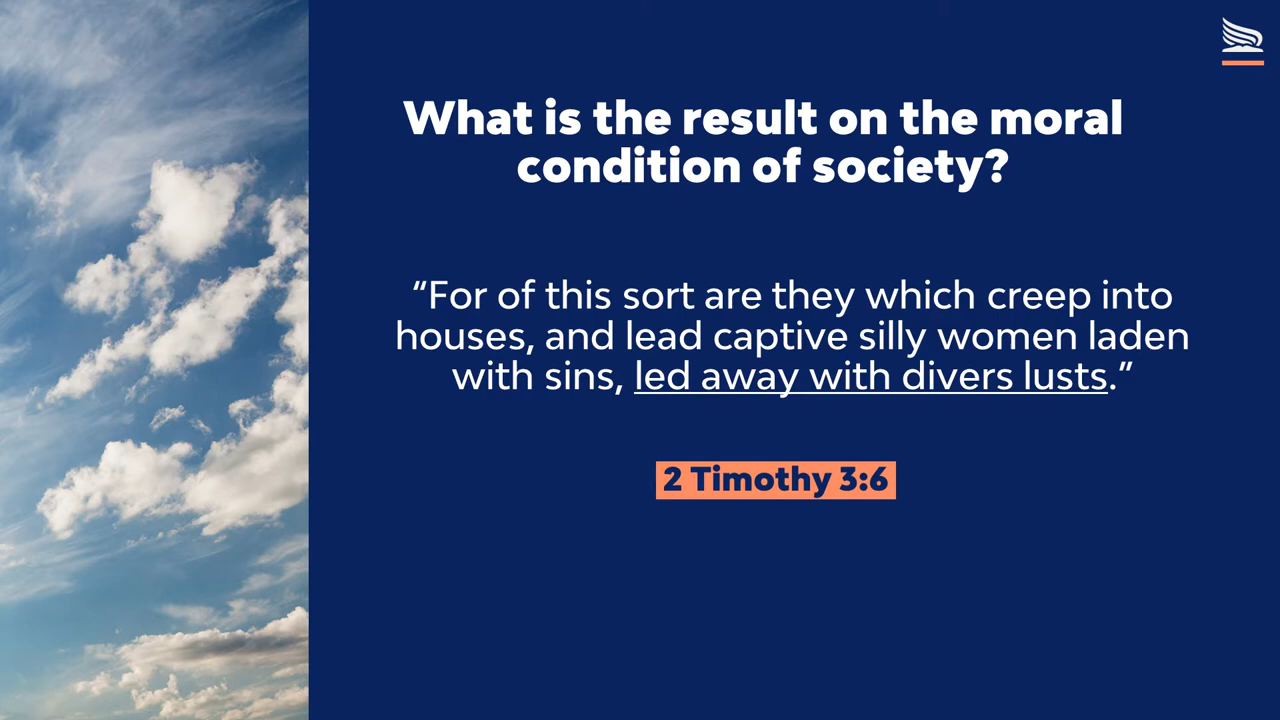 What is the result on the moral
condition of society?
“For of this sort are they which creep into
houses, and lead captive silly women laden
with sins, led away with divers lusts.”
2 Timothy 3:6